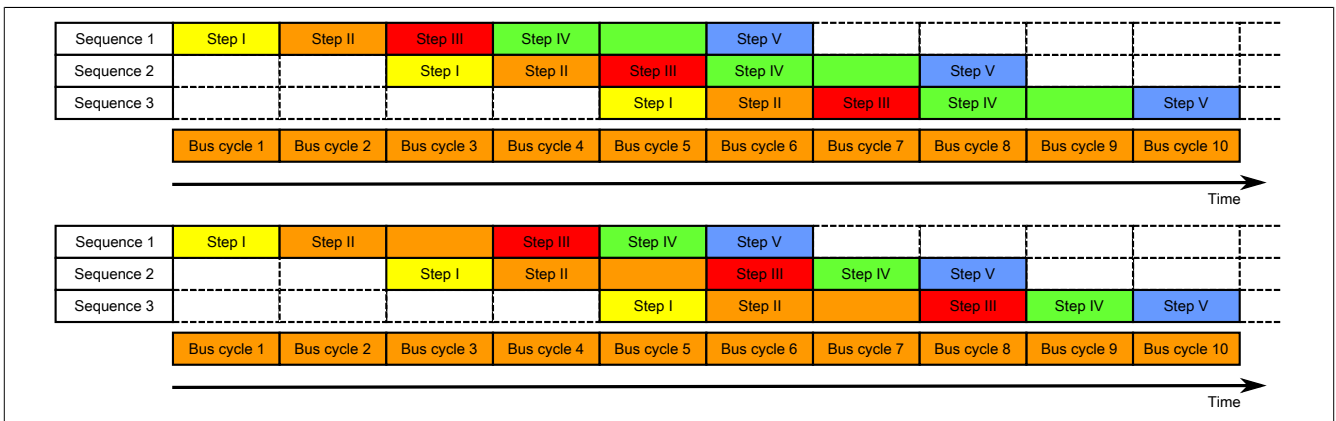 Sequence 1 Step I Step II Step III Step IV Step V
Sequence 2 Step I Step II Step III Step IV Step V
Sequence 3 Step I Step II Step III Step IV Step V
Bus cycle 1 Bus cycle 2 Bus cycle 3 Bus cycle 4 Bus cycle 5 Bus cycle 6 Bus cycle 7 Bus cycle 8 Bus cycle 9 Bus cycle 10
Time
Sequence 1 Step I Step II Step III Step IV Step V
Sequence 2 Step I Step II Step III Step IV Step V
Sequence 3 Step I Step II Step III Step IV Step V
Bus cycle 1 Bus cycle 2 Bus cycle 3 Bus cycle 4 Bus cycle 5 Bus cycle 6 Bus cycle 7 Bus cycle 8 Bus cycle 9 Bus cycle 10
Time